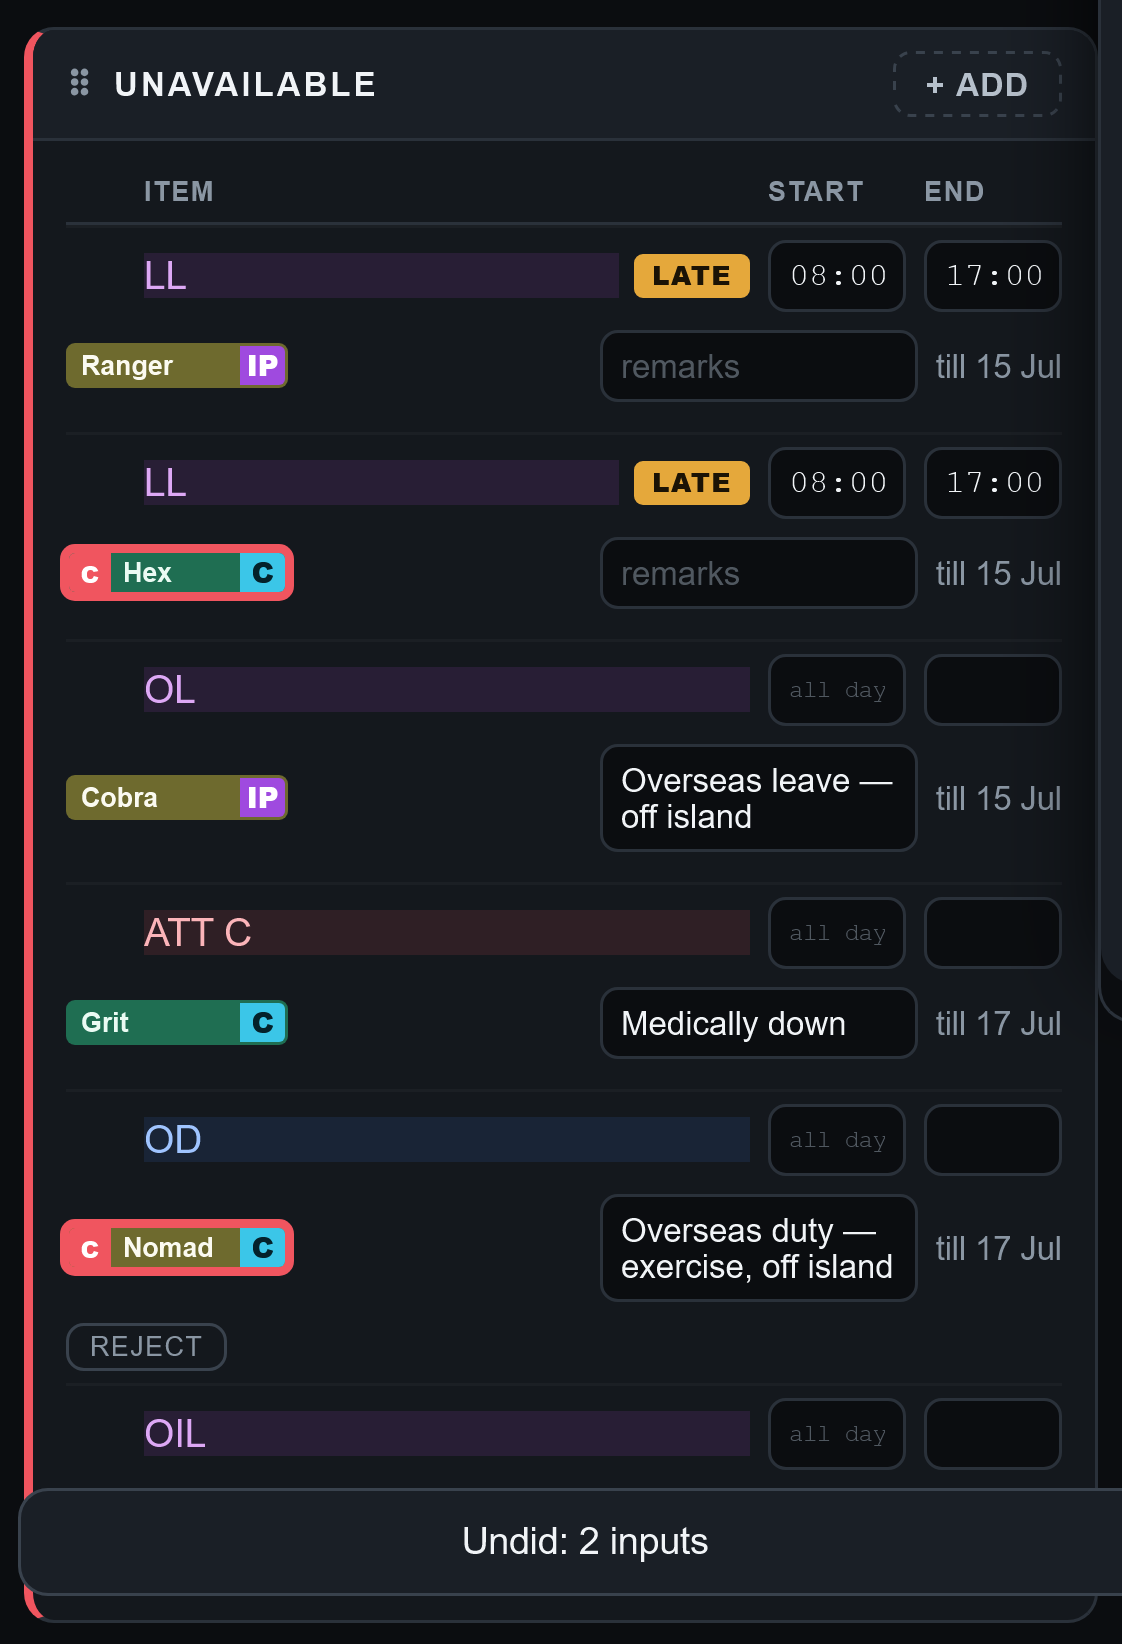 UNAVAILABLE
+ ADD
ITEM START END
LL LATE 08:00 17:00
Ranger IP remarks till 15 Jul
LL LATE 08:00 17:00
c Hex C remarks till 15 Jul
OL all day
Cobra IP Overseas leave —
off island till 15 Jul
ATT C all day
Grit C Medically down till 17 Jul
OD all day
c Nomad C Overseas duty —
exercise, off island till 17 Jul
REJECT
OIL all day
Undid: 2 inputs